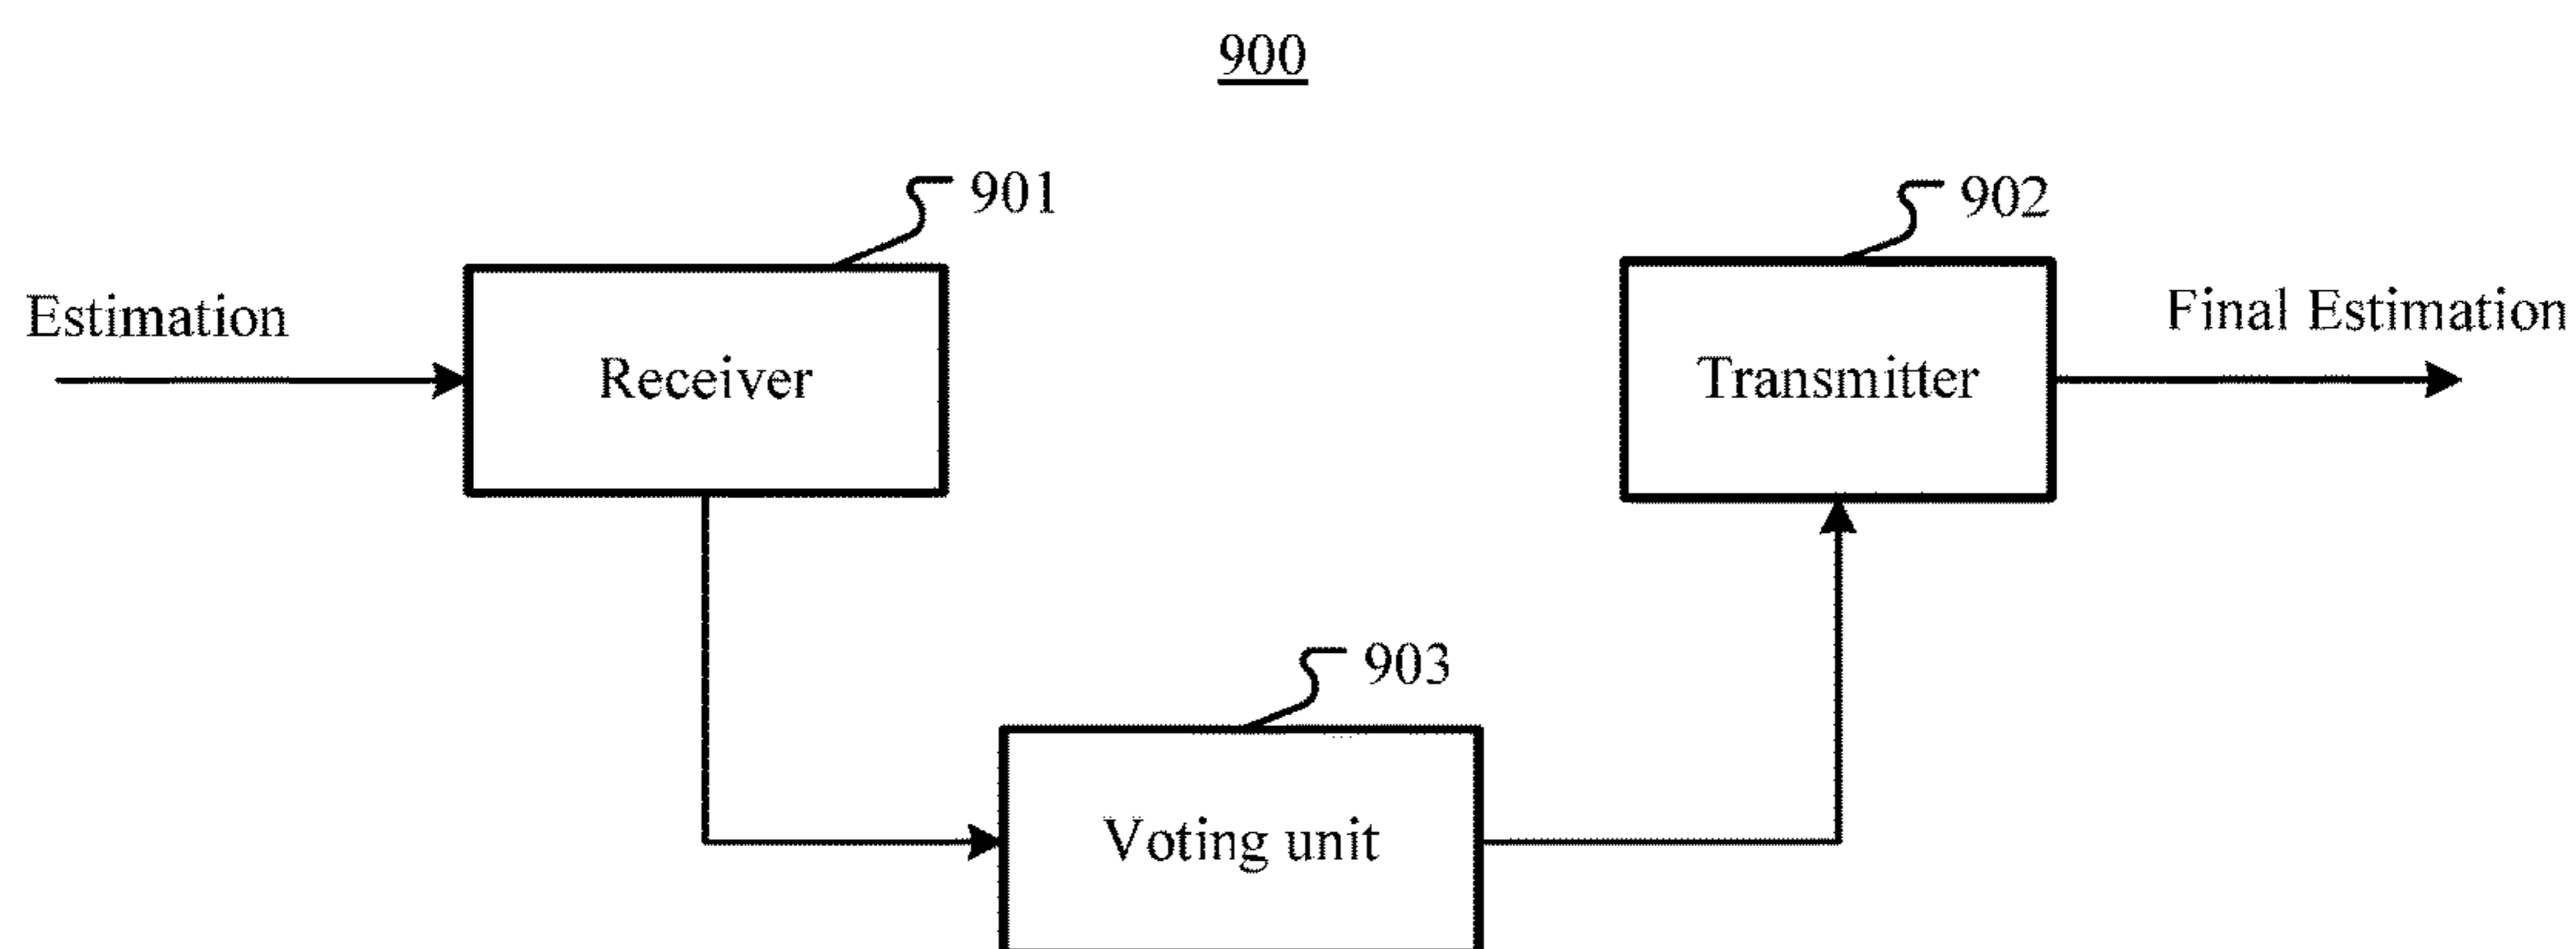 900
901
902
Estimation
Receiver
Transmitter
Final Estimation
903
Voting unit